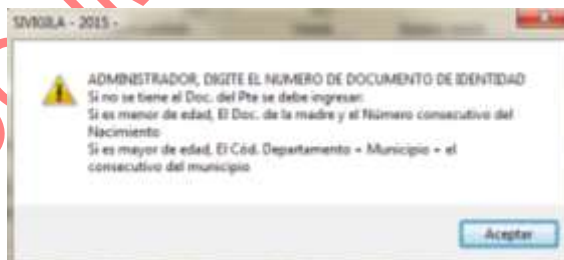 SIVIGILA - 2015 -
ADMINISTRADOR, DIGITE EL NUMERO DE DOCUMENTO DE IDENTIDAD
Si no se tiene el Doc. del Pte se debe ingresar:
Si es menor de edad, El Doc. de la madre y el Número consecutivo del
Nacimiento
Si es mayor de edad, El Cód. Departamento + Municipio + el
consecutivo del municipio
Aceptar